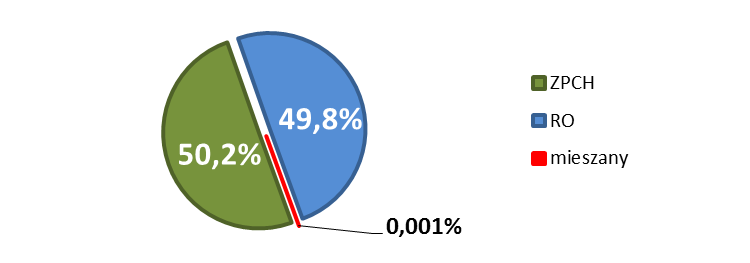 49,8%
50,2%
0,001%
ZPCH
RO
mieszany